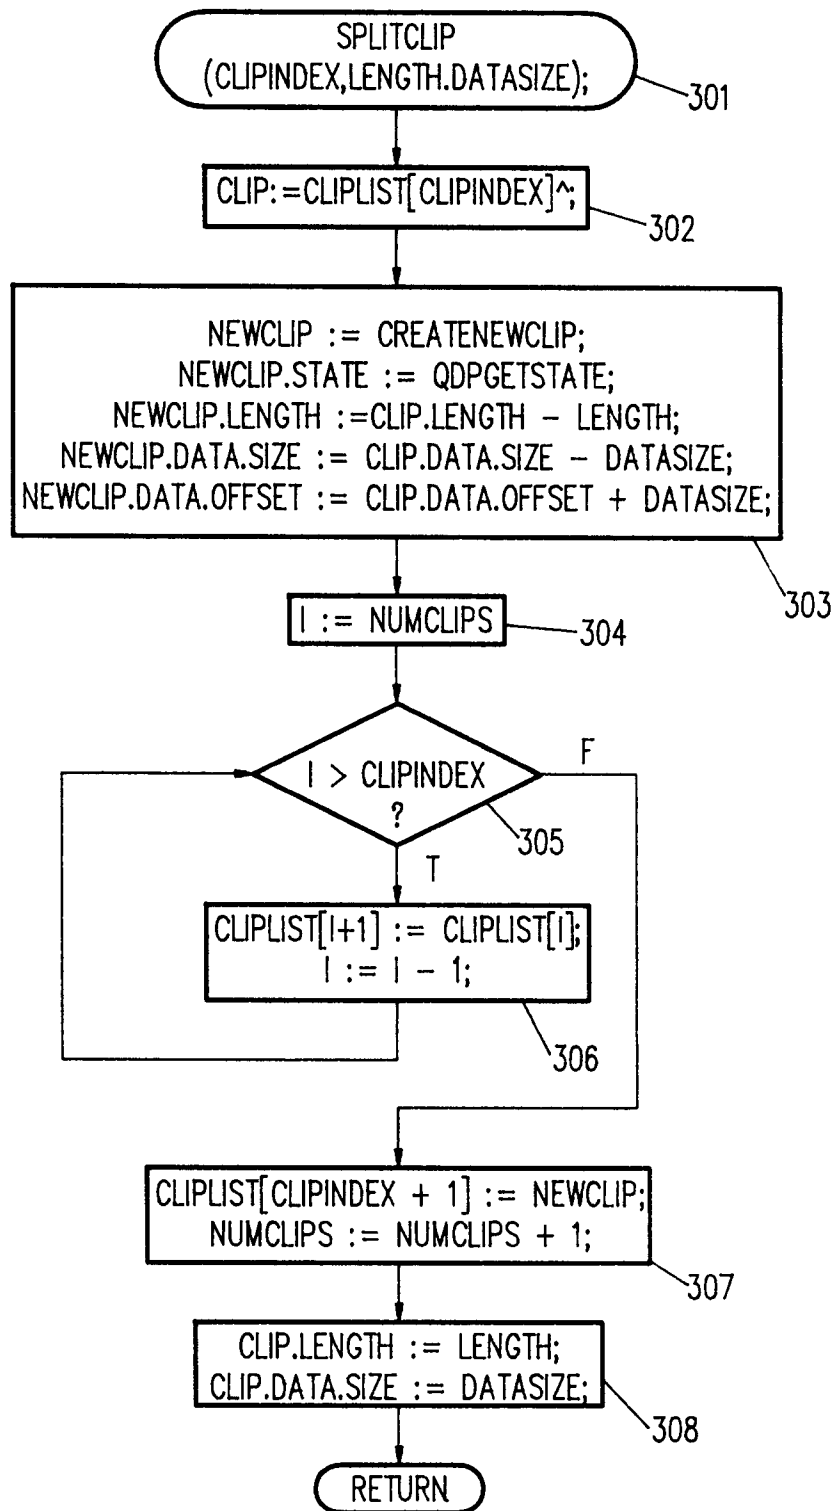 SPLITCLIP
(CLIPINDEX,LENGTH.DATASIZE);
301
CLIP:=CLIPLIST[CLIPINDEX]^;
302
NEWCLIP := CREATENEWCLIP;
NEWCLIP.STATE := QDPGETSTATE;
NEWCLIP.LENGTH :=CLIP.LENGTH - LENGTH;
NEWCLIP.DATA.SIZE := CLIP.DATA.SIZE - DATASIZE;
NEWCLIP.DATA.OFFSET := CLIP.DATA.OFFSET + DATASIZE;
303
I := NUMCLIPS
304
I > CLIPINDEX
?
305
F
T
CLIPLIST[I+1] := CLIPLIST[I];
I := I - 1;
306
CLIPLIST[CLIPINDEX + 1] := NEWCLIP;
NUMCLIPS := NUMCLIPS + 1;
307
CLIP.LENGTH := LENGTH;
CLIP.DATA.SIZE := DATASIZE;
308
RETURN